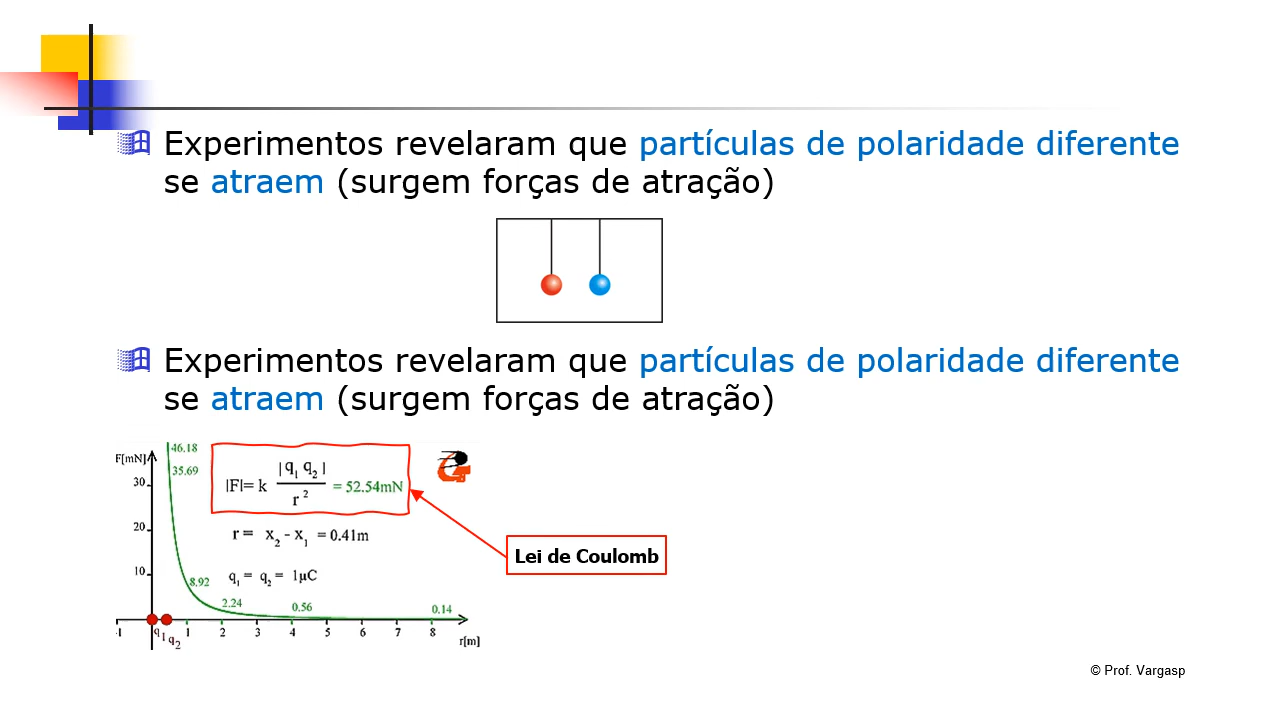 Experimentos revelaram que partículas de polaridade diferente
se atraem (surgem forças de atração)
Experimentos revelaram que partículas de polaridade diferente
se atraem (surgem forças de atração)
F[mN]
46.18
35.69
30
20
10
|F|= k |q1 q2| / r² = 52.54mN
r = x2 - x1 = 0.41m
q1 = q2 = 1µC
Lei de Coulomb
8.92
2.24
0.56
0.14
-1 1 2 3 4 5 6 7 8
q1 q2
r[m]
© Prof. Vargasp